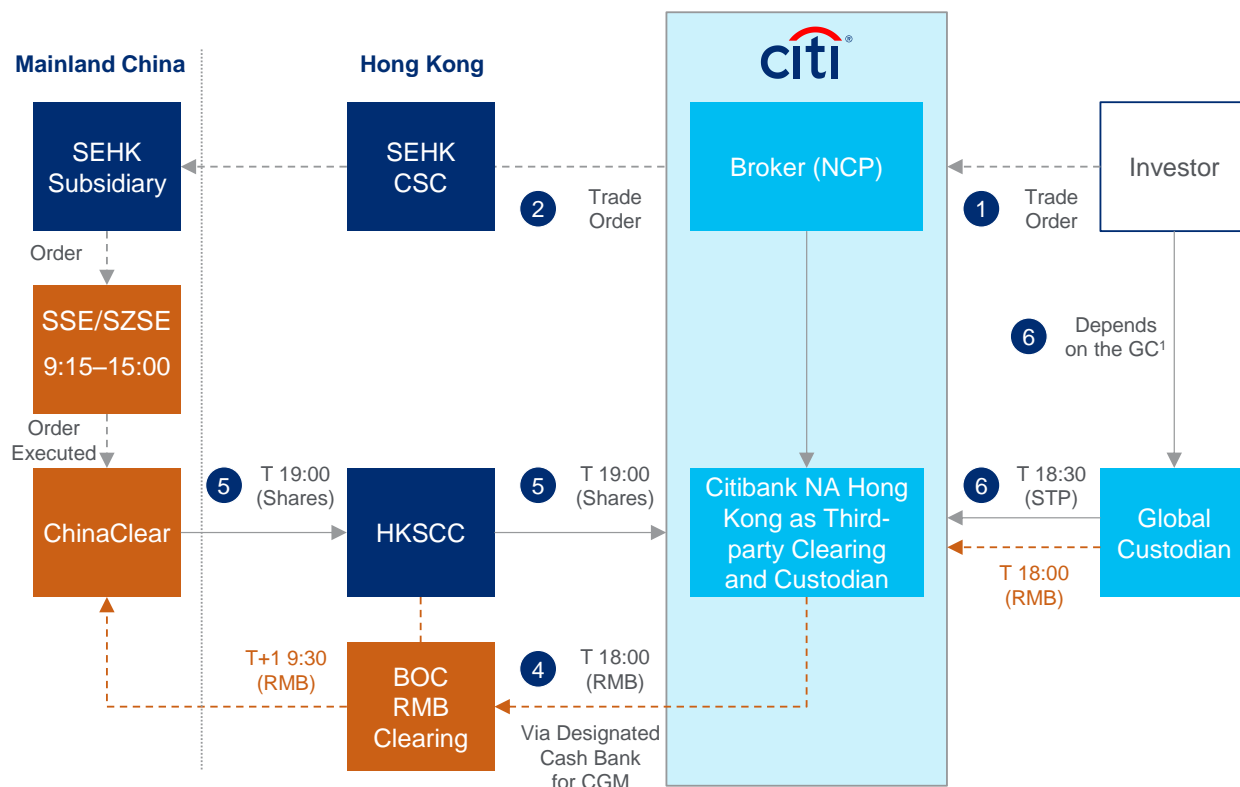 citi®
Mainland China
Hong Kong
SEHK
Subsidiary
SEHK
CSC
Broker (NCP)
Investor
2
Trade
Order
1
Trade
Order
Order
SSE/SZSE
9:15–15:00
6
Depends
on the GC¹
Order
Executed
5
T 19:00
(Shares)
5
T 19:00
(Shares)
6
T 18:30
(STP)
ChinaClear
HKSCC
Citibank NA Hong
Kong as Third-
party Clearing
and Custodian
Global
Custodian
T 18:00
(RMB)
T+1 9:30
(RMB)
BOC
RMB
Clearing
4
T 18:00
(RMB)
Via Designated
Cash Bank
for CGM